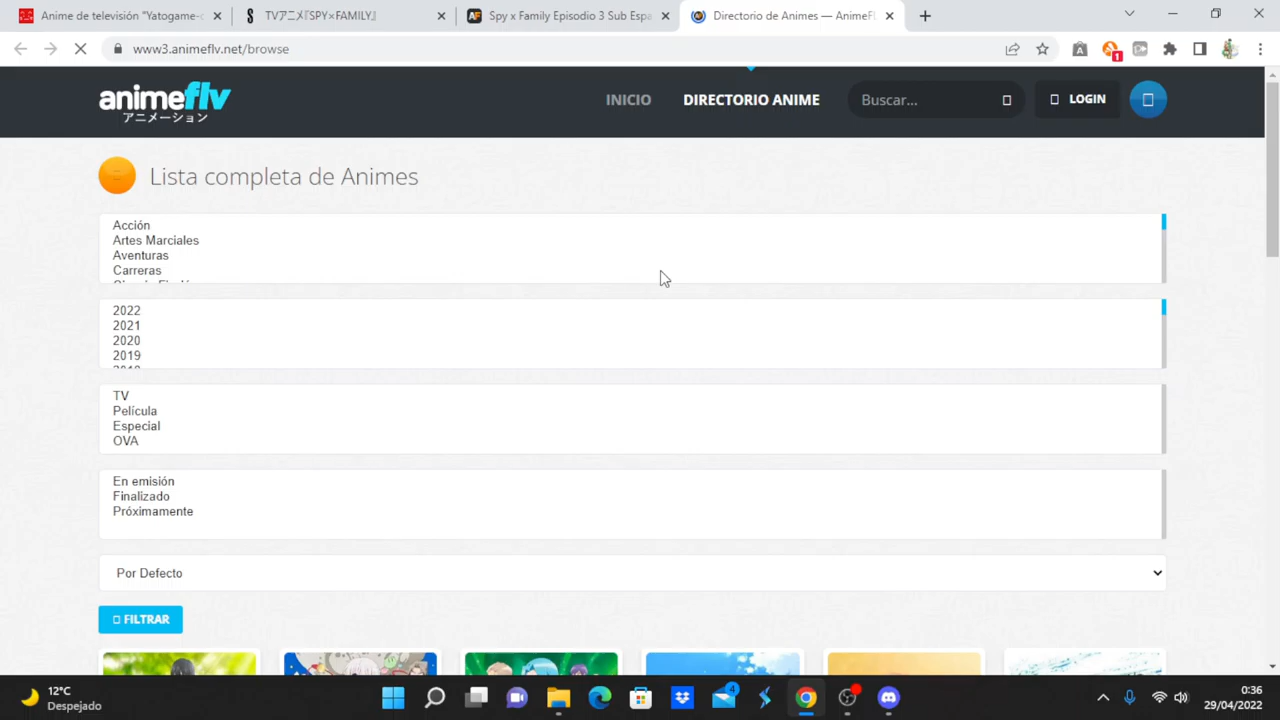 Anime de televisión "Yatogame-c
TVアニメ『SPY×FAMILY』
Spy x Family Episodio 3 Sub Espa
Directorio de Animes — AnimeFL
www3.animeflv.net/browse
1
animeflv
アニメーション
INICIO
DIRECTORIO ANIME
Buscar...
LOGIN
Lista completa de Animes
Acción
Artes Marciales
Aventuras
Carreras
2022
2021
2020
2019
TV
Película
Especial
OVA
En emisión
Finalizado
Próximamente
Por Defecto
FILTRAR
12°C
Despejado
4
0:36
29/04/2022